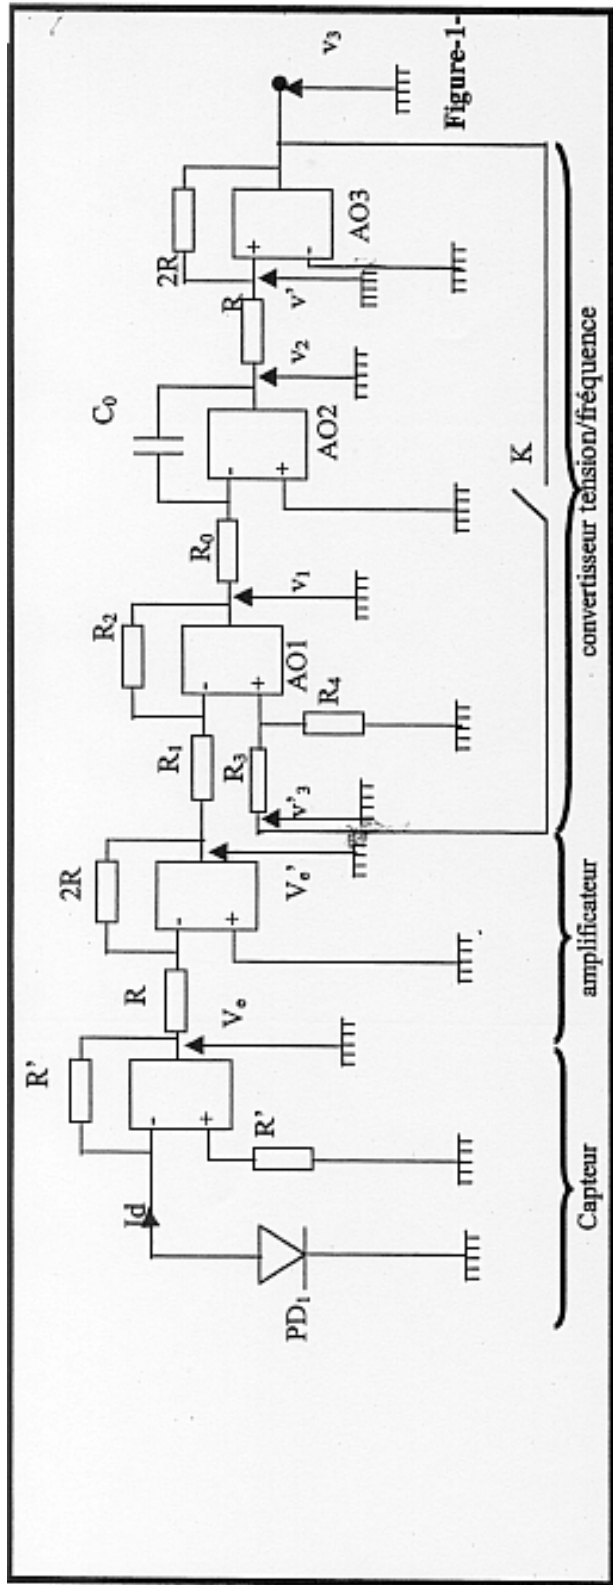 PD₁
Id
R'
R'
Vₑ
R
2R
Vₑ'
R₁
R₂
v'₃
R₃
R₄
AO1
v₁
R₀
C₀
AO2
v₂
R
v'
2R
AO3
v₃
K
Figure-1-
Capteur
amplificateur
convertisseur tension/fréquence
-
+
-
+
-
+
-
+
+
-